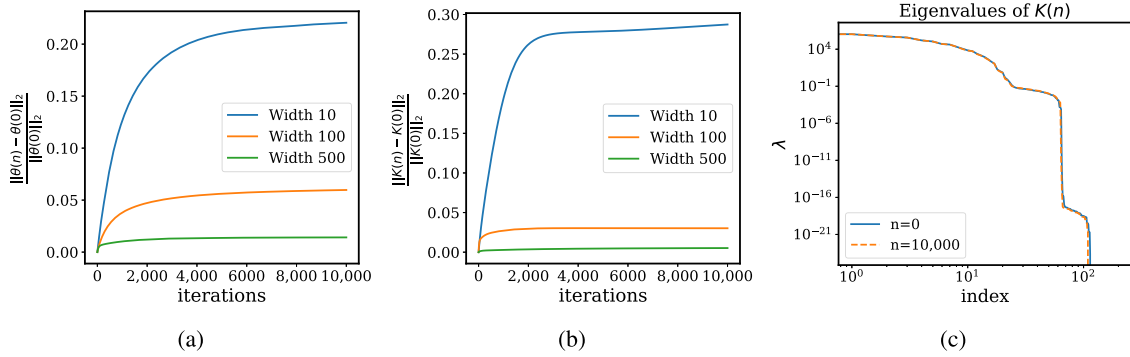 ||θ(n) − θ(0)||₂
||θ(0)||₂
0.20
0.15
0.10
0.05
0.00
Width 10
Width 100
Width 500
0
2,000
4,000
6,000
8,000
10,000
iterations
(a)
||K(n) − K(0)||₂
||K(0)||₂
0.30
0.25
0.20
0.15
0.10
0.05
0.00
Width 10
Width 100
Width 500
0
2,000
4,000
6,000
8,000
10,000
iterations
(b)
Eigenvalues of K(n)
λ
10⁴
10⁻¹
10⁻⁶
10⁻¹¹
10⁻¹⁶
10⁻²¹
n=0
n=10,000
10⁰
10¹
10²
index
(c)